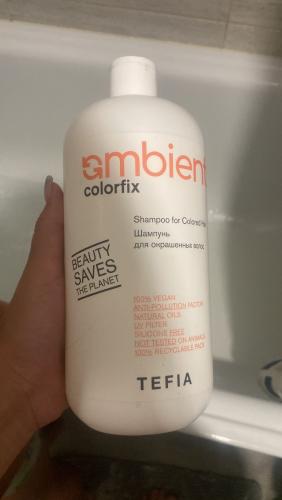 ambient
colorfix
Shampoo for Colored
Шампунь
для окрашенных волос
BEAUTY
SAVES
THE PLANET
100% VEGAN
ANTI-POLLUTION FACTOR
NATURAL OILS
UV FILTER
SILICONE FREE
NOT TESTED ON ANIMALS
100% RECYCLABLE PACK
TEFIA